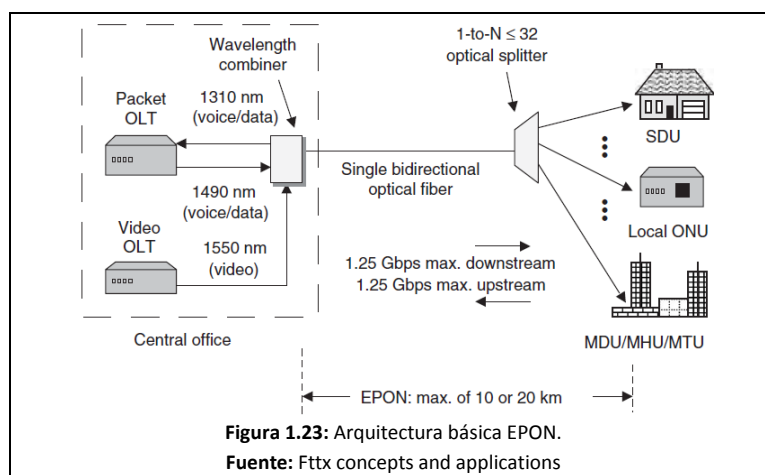 Wavelength
combiner
1-to-N ≤ 32
optical splitter
Packet
OLT
1310 nm
(voice/data)
SDU
Single bidirectional
optical fiber
1490 nm
(voice/data)
Local ONU
Video
OLT
1550 nm
(video)
1.25 Gbps max. downstream
1.25 Gbps max. upstream
Central office
MDU/MHU/MTU
EPON: max. of 10 or 20 km
Figura 1.23: Arquitectura básica EPON.
Fuente: Fttx concepts and applications